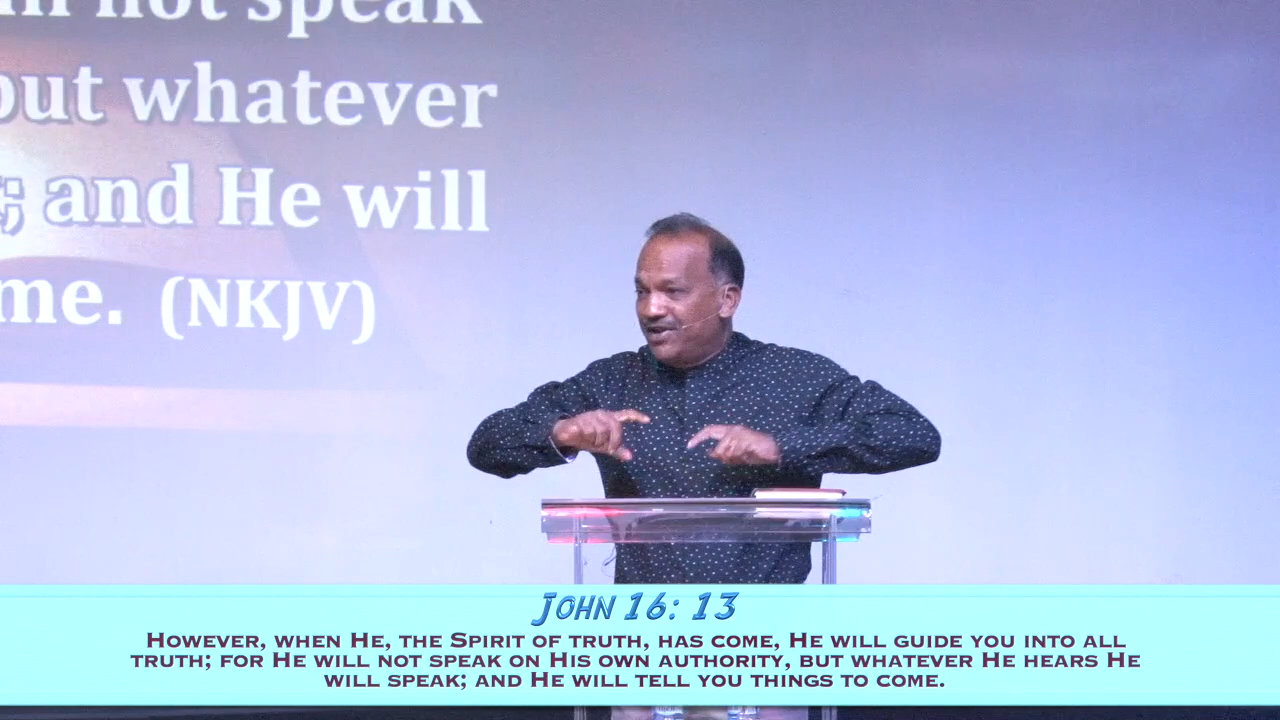 not speak
but whatever
; and He will
me. (NKJV)
John 16: 13
However, when He, the Spirit of truth, has come, He will guide you into all
truth; for He will not speak on His own authority, but whatever He hears He
will speak; and He will tell you things to come.